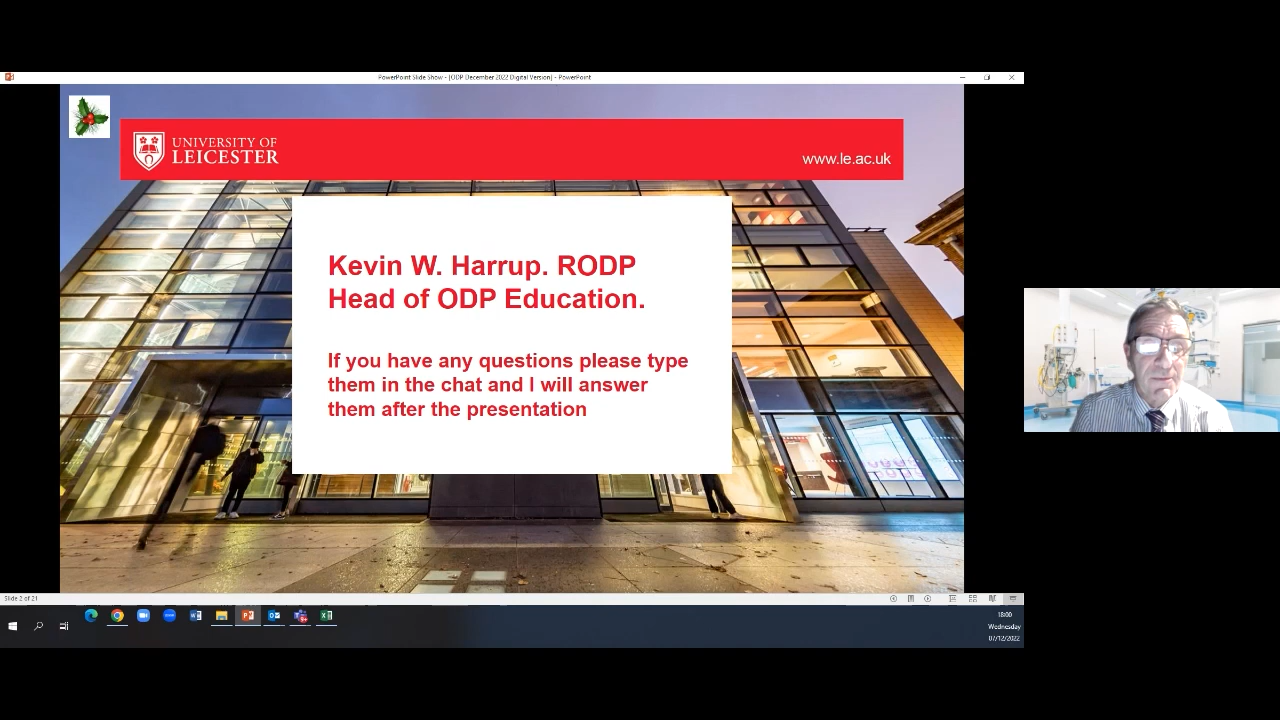 PowerPoint Slide Show - [ODP December 2022 Digital Version] - PowerPoint
UNIVERSITY OF
LEICESTER
www.le.ac.uk
Kevin W. Harrup. RODP
Head of ODP Education.
If you have any questions please type
them in the chat and I will answer
them after the presentation
Slide 2 of 21
18:00
Wednesday
07/12/2022